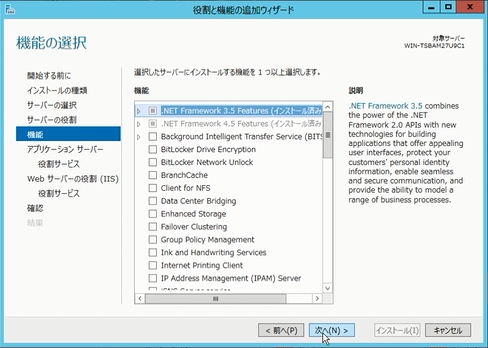 役割と機能の追加ウィザード
機能の選択
対象サーバー
WIN-TSBAM27U9C1
開始する前に
インストールの種類
サーバーの選択
サーバーの役割
機能
アプリケーション サーバー
役割サービス
Web サーバーの役割 (IIS)
役割サービス
確認
結果
選択したサーバーにインストールする機能を 1 つ以上選択します。
機能
.NET Framework 3.5 Features (インストール済み
.NET Framework 4.5 Features (インストール済み
Background Intelligent Transfer Service (BITS
BitLocker Drive Encryption
BitLocker Network Unlock
BranchCache
Client for NFS
Data Center Bridging
Enhanced Storage
Failover Clustering
Group Policy Management
Ink and Handwriting Services
Internet Printing Client
IP Address Management (IPAM) Server
説明
.NET Framework 3.5 combines
the power of the .NET
Framework 2.0 APIs with new
technologies for building
applications that offer appealing
user interfaces, protect your
customers' personal identity
information, enable seamless
and secure communication, and
provide the ability to model a
range of business processes.
< 前へ(P)
次へ(N) >
インストール(I)
キャンセル